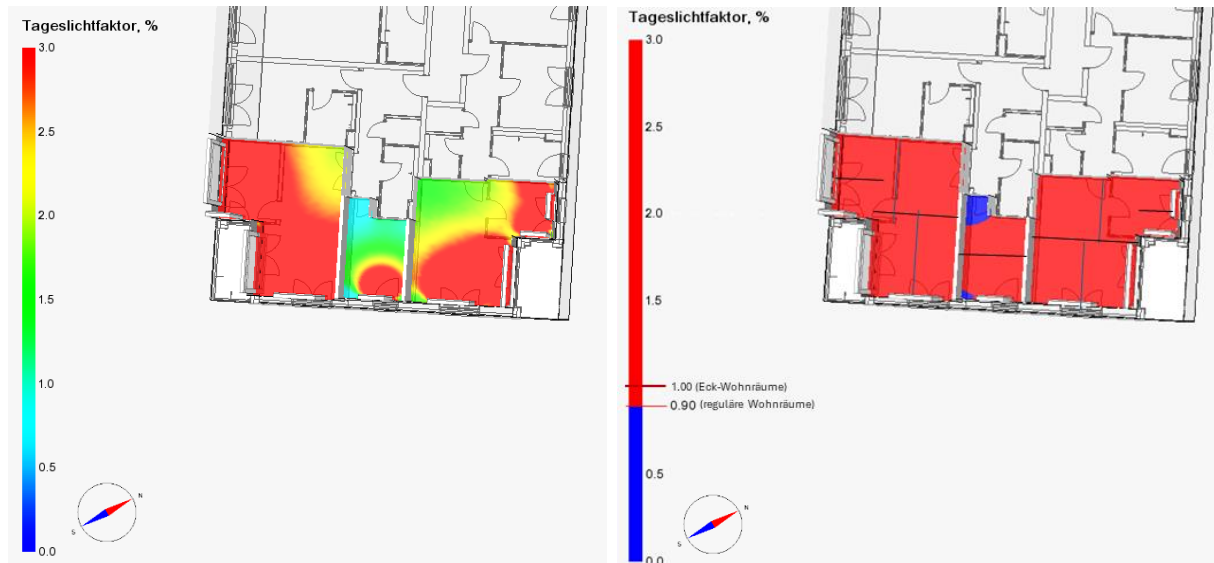 Tageslichtfaktor, %
3.0
2.5
2.0
1.5
1.0
0.5
0.0
N
S
Tageslichtfaktor, %
3.0
2.5
2.0
1.5
1.00 (Eck-Wohnräume)
0.90 (reguläre Wohnräume)
0.5
0.0
N
S